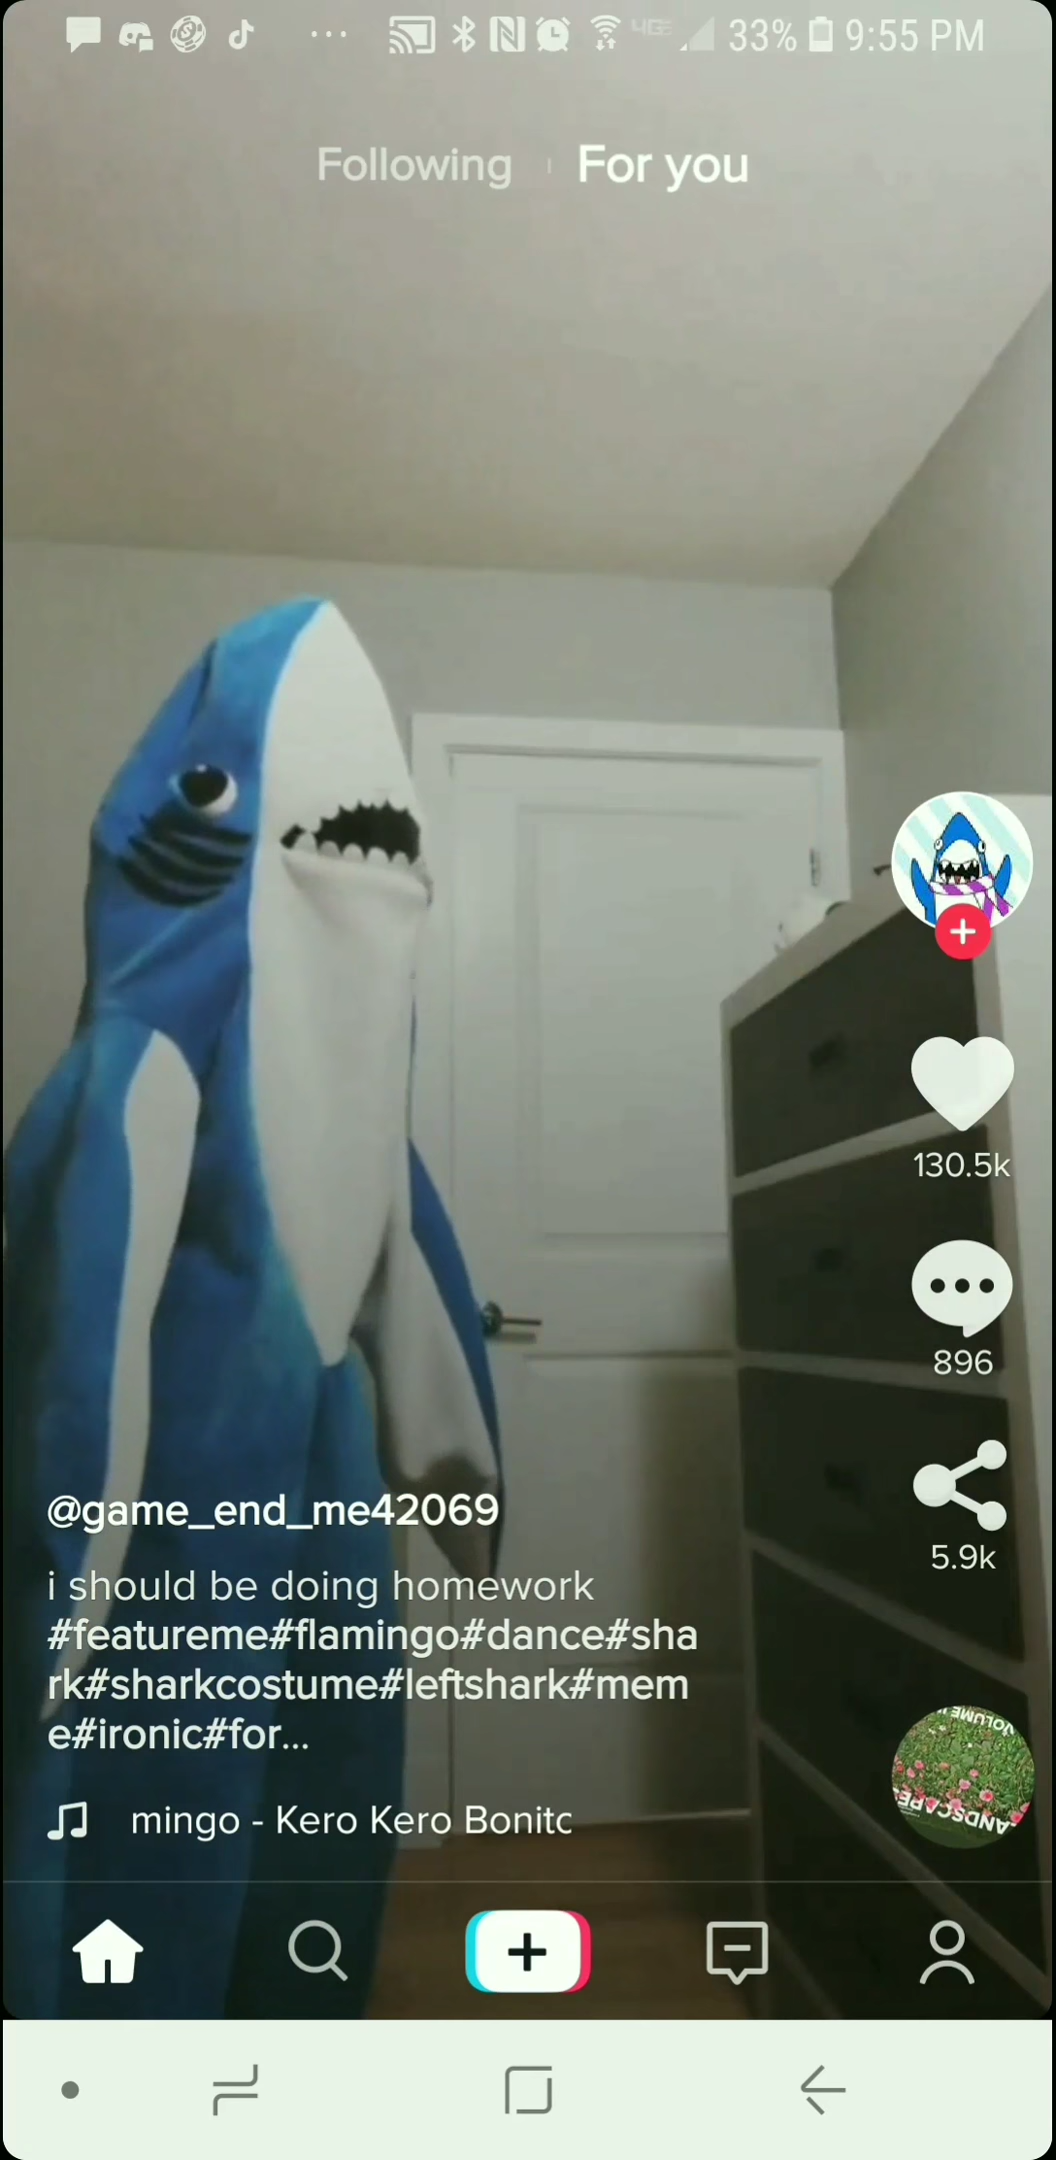 33% 9:55 PM
Following
For you
130.5k
896
5.9k
@game_end_me42069
i should be doing homework
#featureme#flamingo#dance#sha
rk#sharkcostume#leftshark#mem
e#ironic#for...
mingo - Kero Kero Bonitc